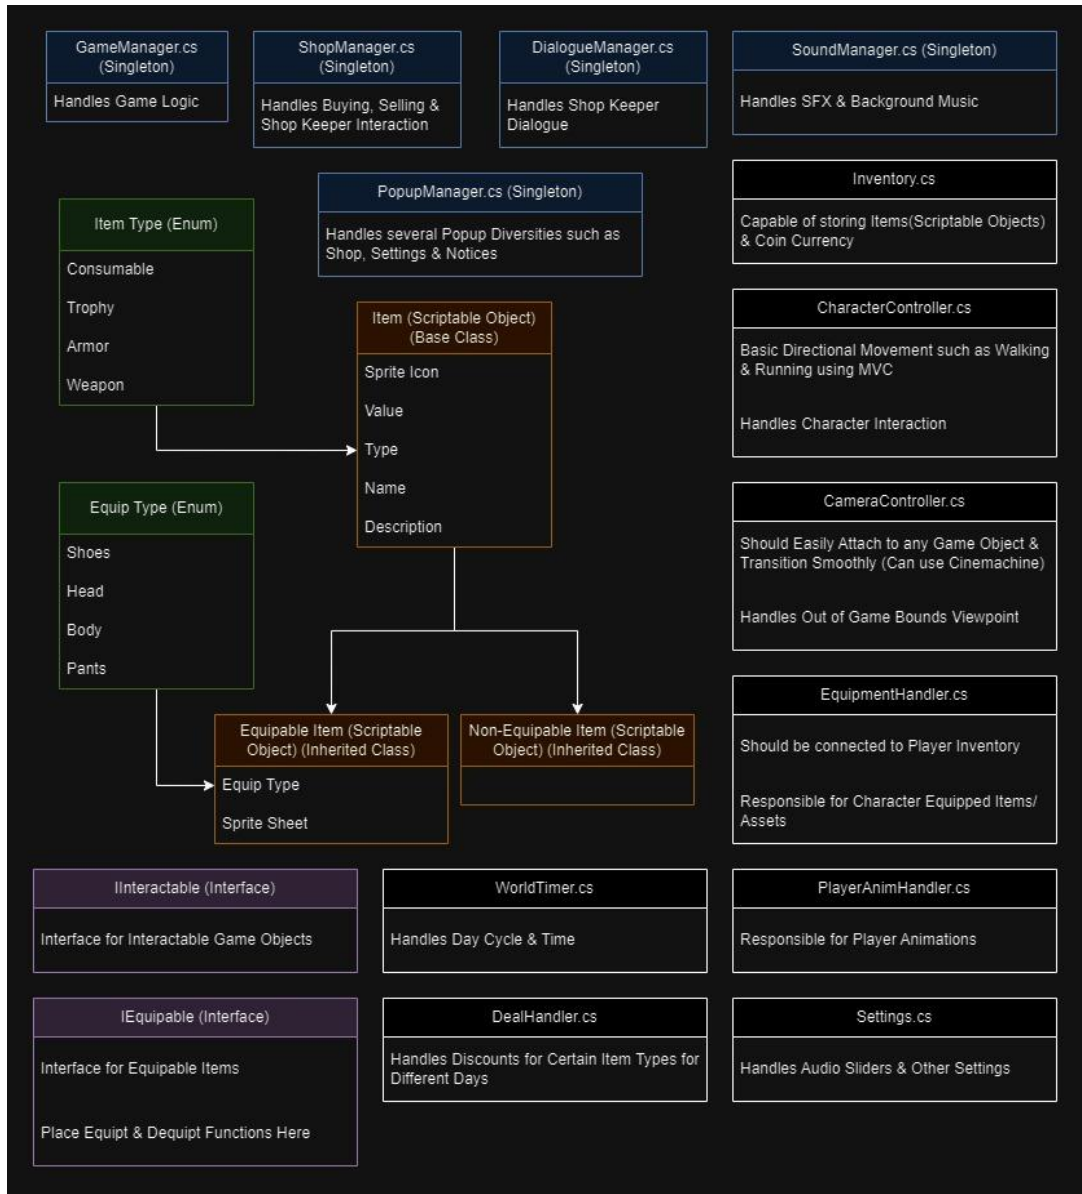 GameManager.cs
(Singleton)
Handles Game Logic
ShopManager.cs
(Singleton)
Handles Buying, Selling &
Shop Keeper Interaction
DialogueManager.cs
(Singleton)
Handles Shop Keeper
Dialogue
SoundManager.cs (Singleton)
Handles SFX & Background Music
PopupManager.cs (Singleton)
Handles several Popup Diversities such as
Shop, Settings & Notices
Inventory.cs
Capable of storing Items(Scriptable Objects)
& Coin Currency
Item Type (Enum)
Consumable
Trophy
Armor
Weapon
Item (Scriptable Object)
(Base Class)
Sprite Icon
Value
Type
Name
Description
CharacterController.cs
Basic Directional Movement such as Walking
& Running using MVC
Handles Character Interaction
Equip Type (Enum)
Shoes
Head
Body
Pants
CameraController.cs
Should Easily Attach to any Game Object &
Transition Smoothly (Can use Cinemachine)
Handles Out of Game Bounds Viewpoint
Equipable Item (Scriptable
Object) (Inherited Class)
Equip Type
Sprite Sheet
Non-Equipable Item (Scriptable
Object) (Inherited Class)
EquipmentHandler.cs
Should be connected to Player Inventory
Responsible for Character Equipped Items/
Assets
IInteractable (Interface)
Interface for Interactable Game Objects
WorldTimer.cs
Handles Day Cycle & Time
PlayerAnimHandler.cs
Responsible for Player Animations
IEquipable (Interface)
Interface for Equipable Items
Place Equipt & Dequipt Functions Here
DealHandler.cs
Handles Discounts for Certain Item Types for
Different Days
Settings.cs
Handles Audio Sliders & Other Settings